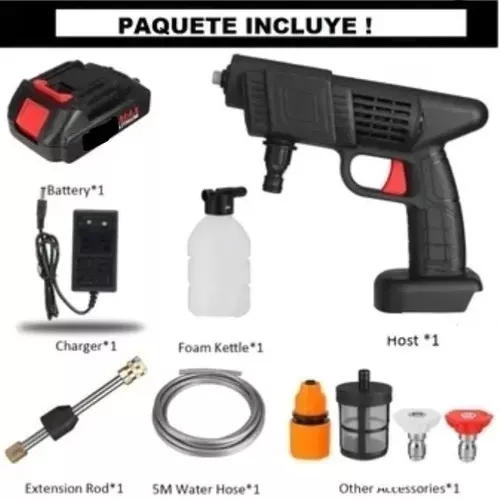 PAQUETE INCLUYE !
Battery*1
Charger*1
Foam Kettle*1
Host *1
Extension Rod*1
5M Water Hose*1
Other Accessories*1